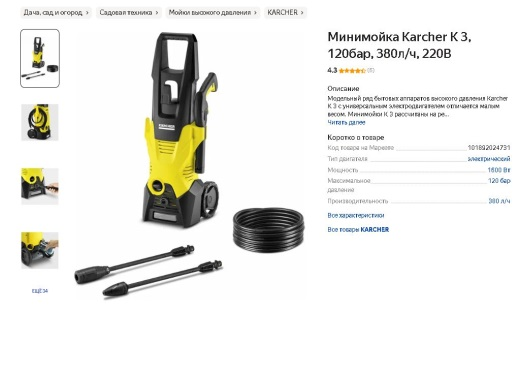 Дача, сад и огород >
Садовая техника >
Мойки высокого давления >
KARCHER >
Минимойка Karcher K 3,
120бар, 380л/ч, 220В
4.3
Описание
Модельный ряд бытовых аппаратов высокого давления Karcher
K 3 с универсальным электродвигателем отличается малым
весом. Минимойки K 3 рассчитаны на ре...
Читать далее
Коротко о товаре
Код товара на Маркете 101892024731
Тип двигателя электрический
Мощность 1600 Вт
Максимальное 120 бар
давление
Производительность 380 л/ч
Все характеристики
Все товары KARCHER
KARCHER